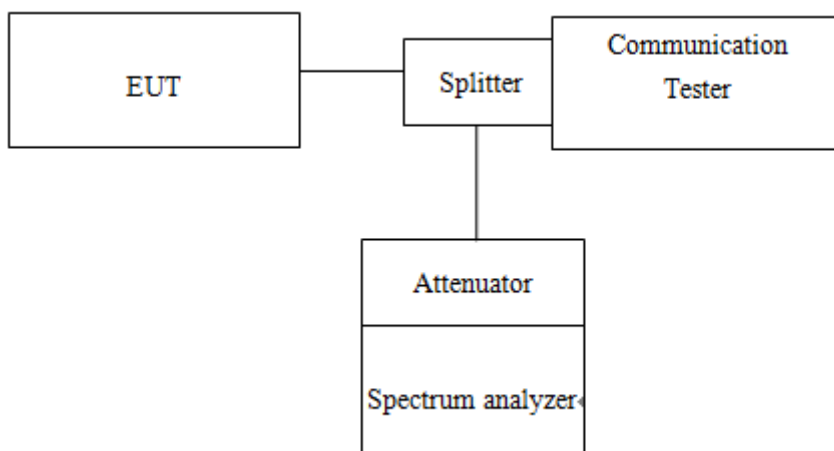 EUT
Splitter
Communication
Tester
Attenuator
Spectrum analyzer